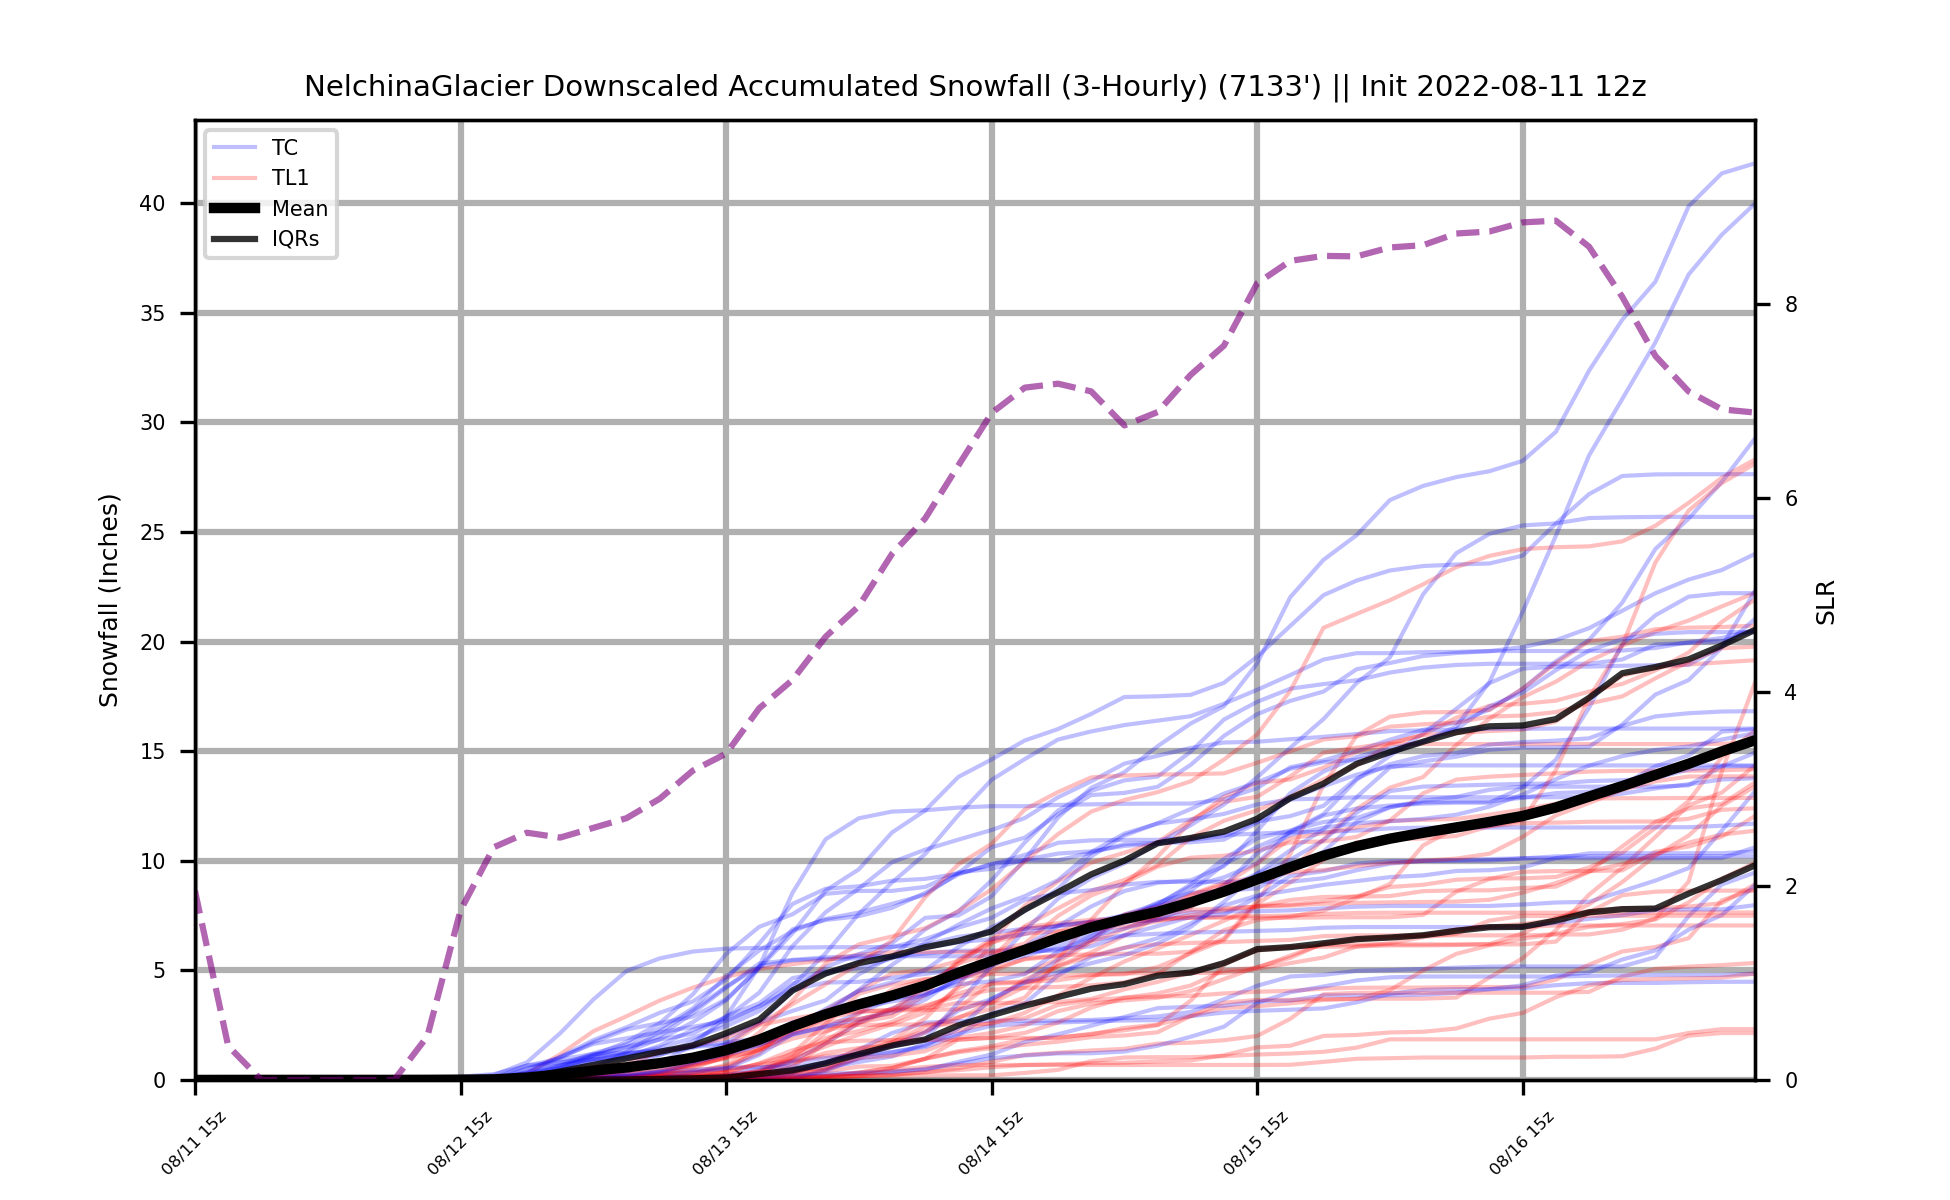 NelchinaGlacier Downscaled Accumulated Snowfall (3-Hourly) (7133') || Init 2022-08-11 12z
TC
TL1
Mean
IQRs
Snowfall (Inches)
40
35
30
25
20
15
10
5
0
SLR
8
6
4
2
0
08/11 15z
08/12 15z
08/13 15z
08/14 15z
08/15 15z
08/16 15z